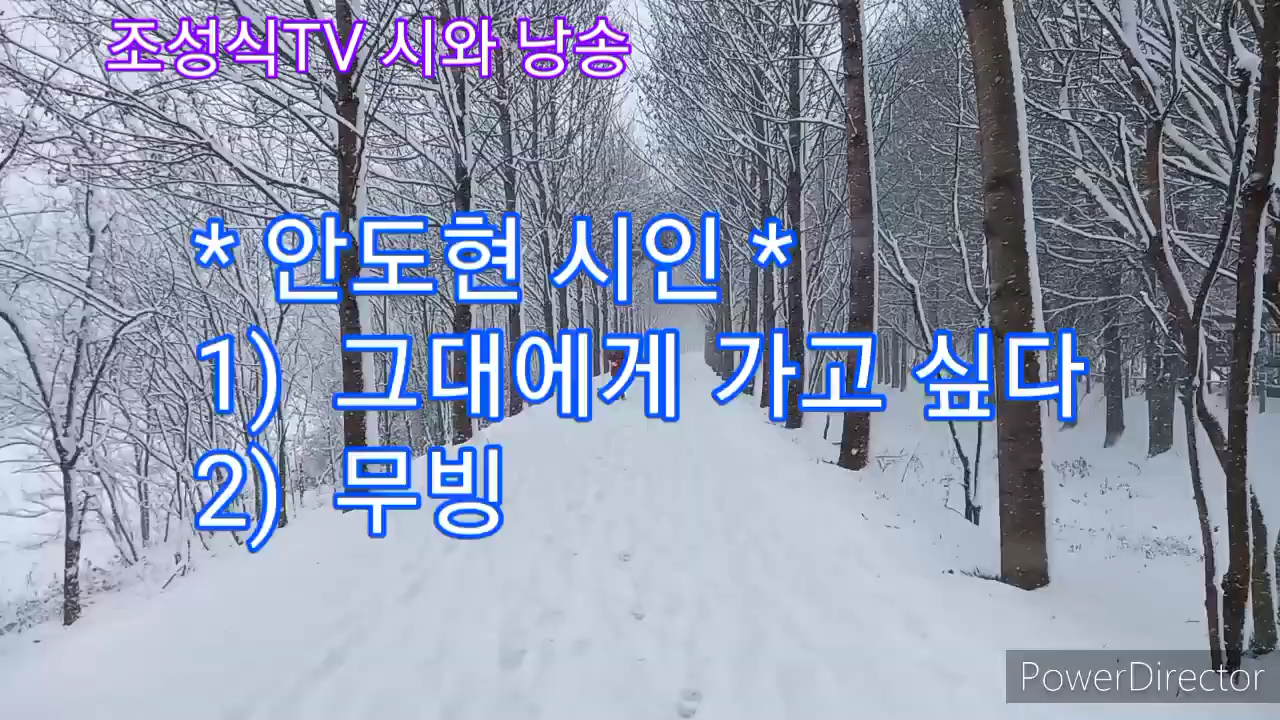 조성식TV 시와 낭송
* 안도현 시인 *
1) 그대에게 가고 싶다
2) 무빙
PowerDirector